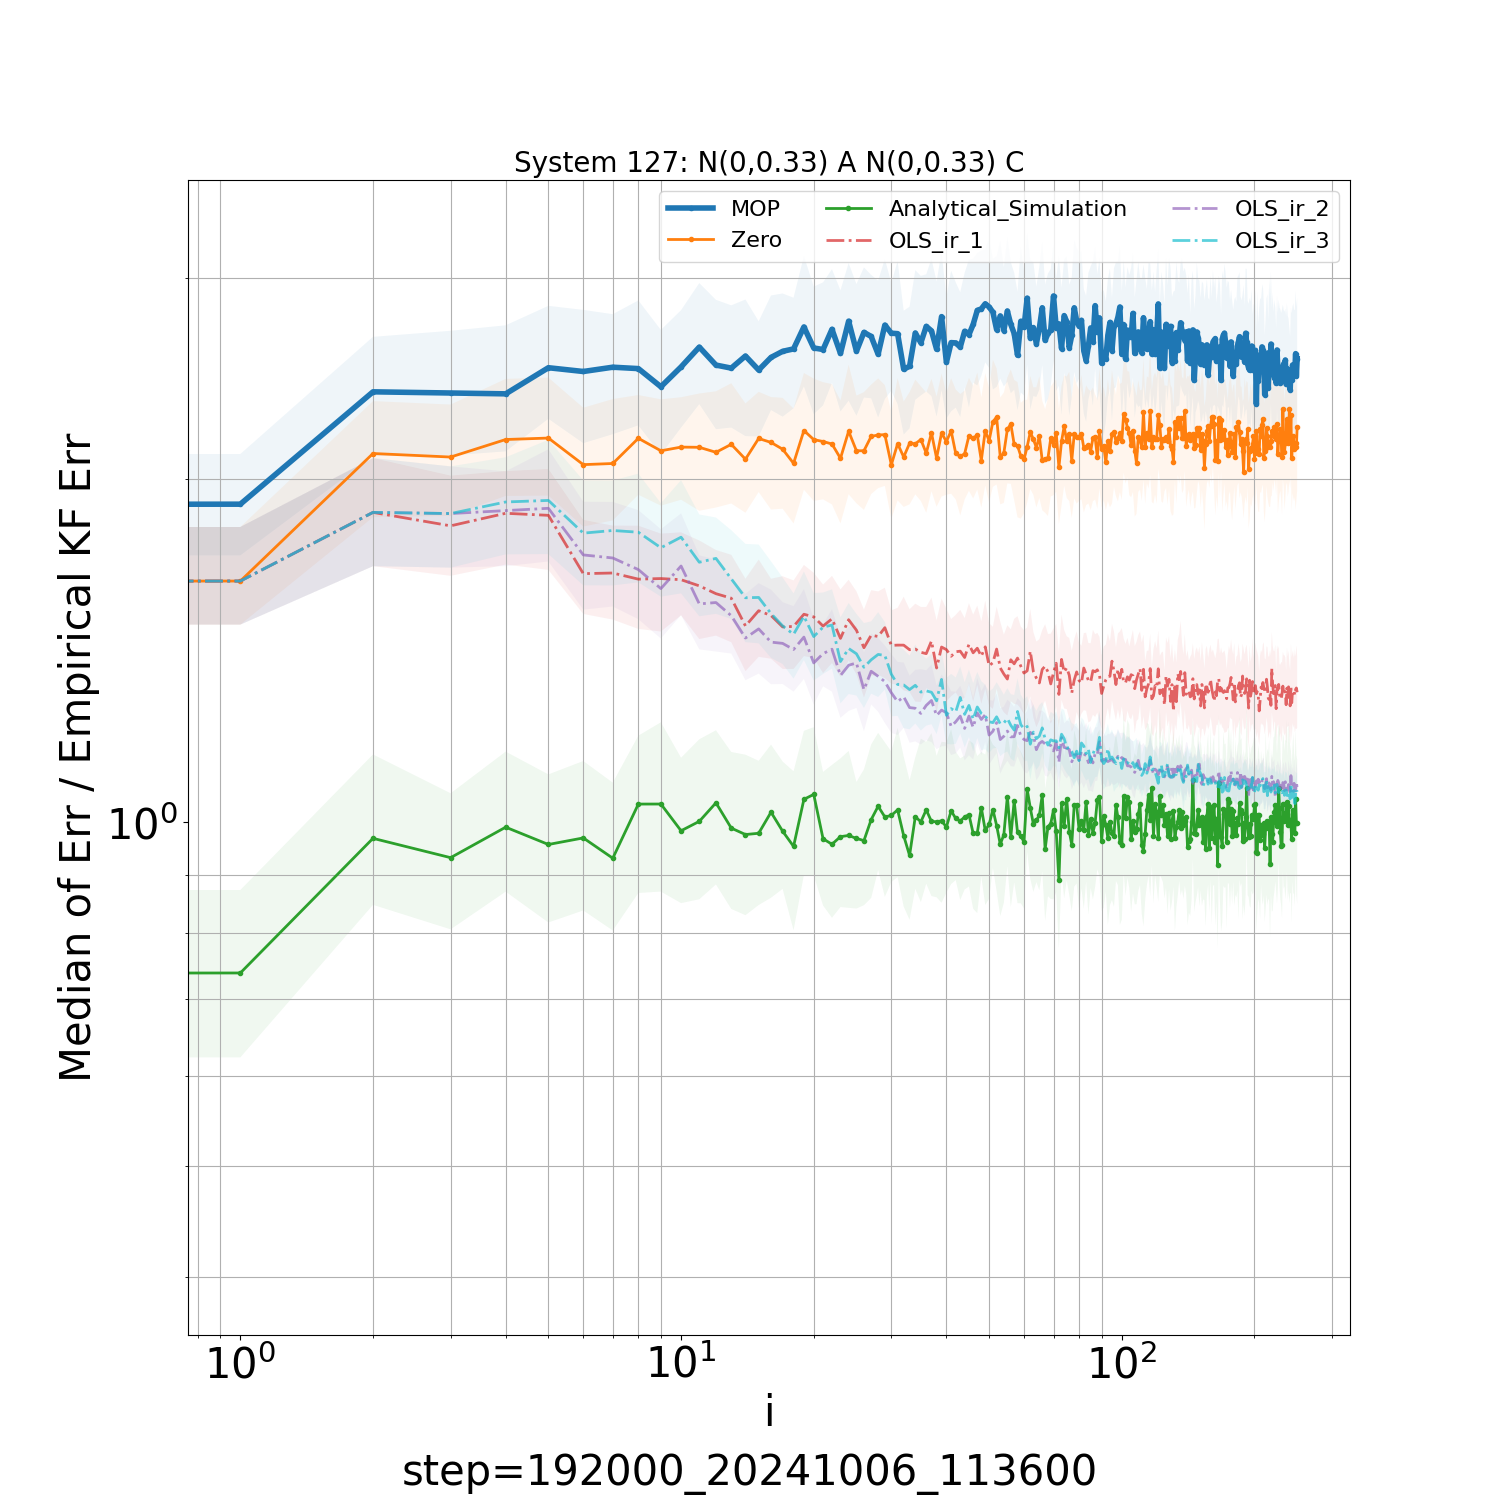 System 127: N(0,0.33) A N(0,0.33) C
MOP
Zero
Analytical_Simulation
OLS_ir_1
OLS_ir_2
OLS_ir_3
Median of Err / Empirical KF Err
10⁰
10⁰ 10¹ 10²
i
step=192000_20241006_113600